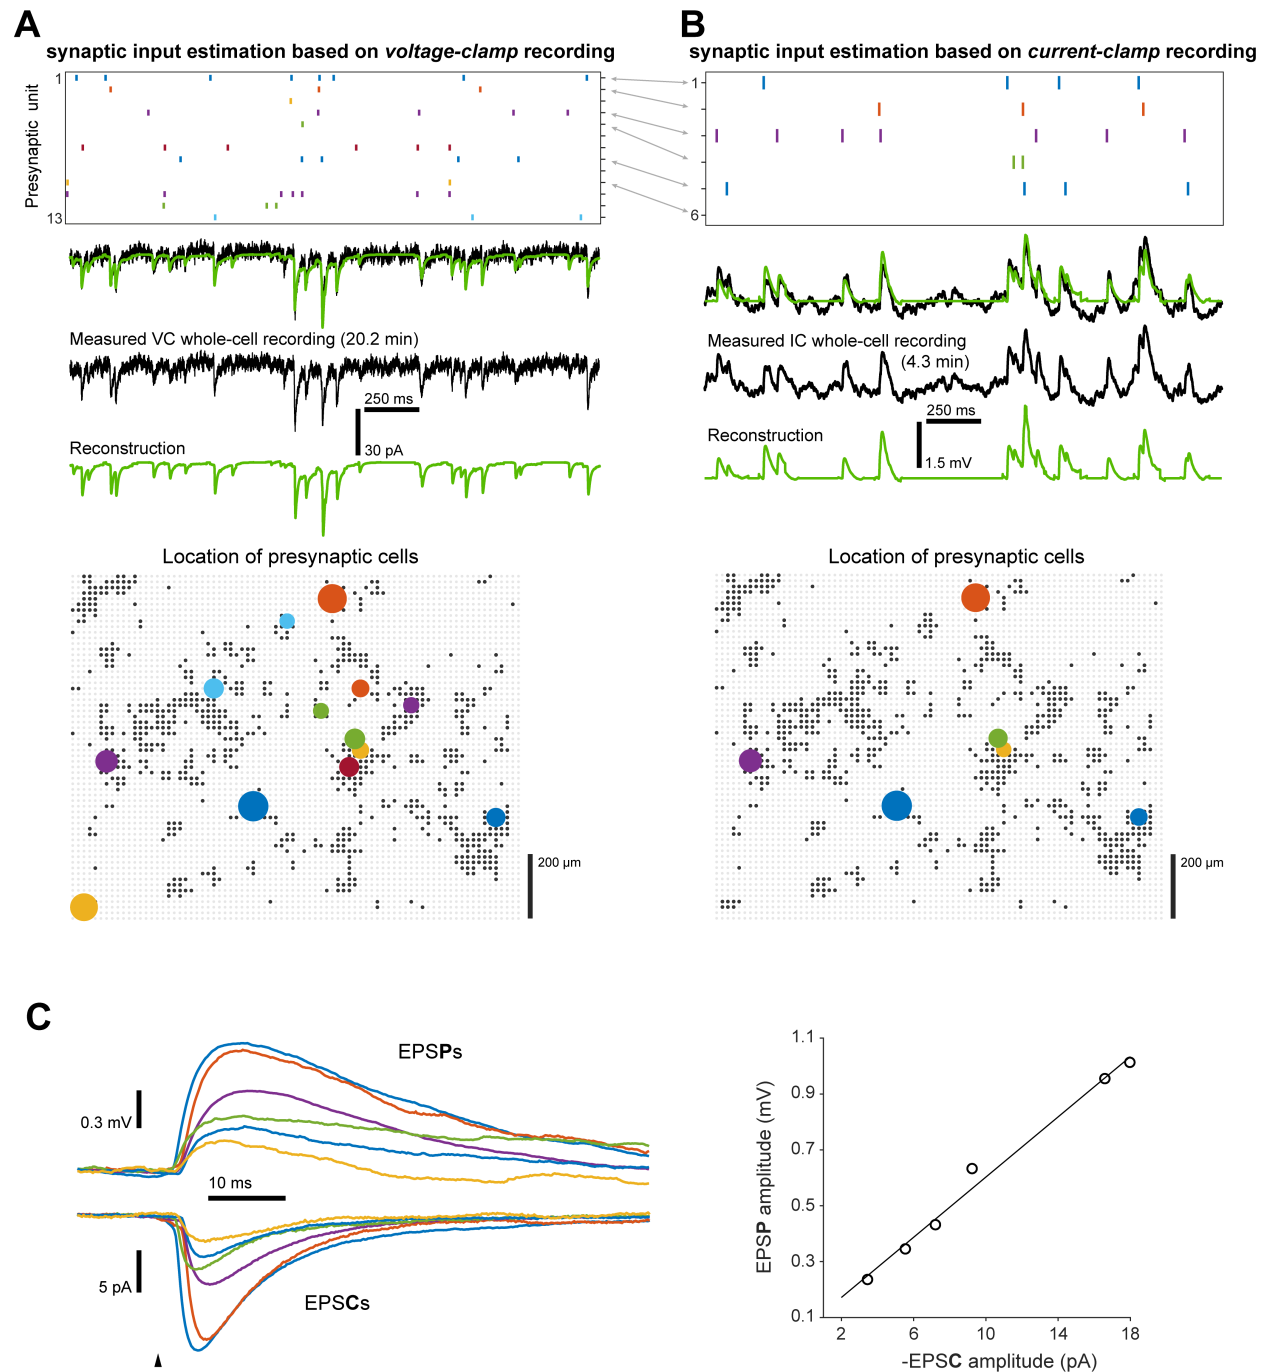 A
synaptic input estimation based on voltage-clamp recording
Presynaptic unit
1
13
Measured VC whole-cell recording (20.2 min)
250 ms
30 pA
Reconstruction
Location of presynaptic cells
200 µm
B
synaptic input estimation based on current-clamp recording
1
6
Measured IC whole-cell recording
(4.3 min)
250 ms
1.5 mV
Reconstruction
Location of presynaptic cells
200 µm
C
EPSPs
0.3 mV
10 ms
5 pA
EPSCs
EPSP amplitude (mV)
1.1
0.9
0.7
0.5
0.3
0.1
2 6 10 14 18
-EPSC amplitude (pA)